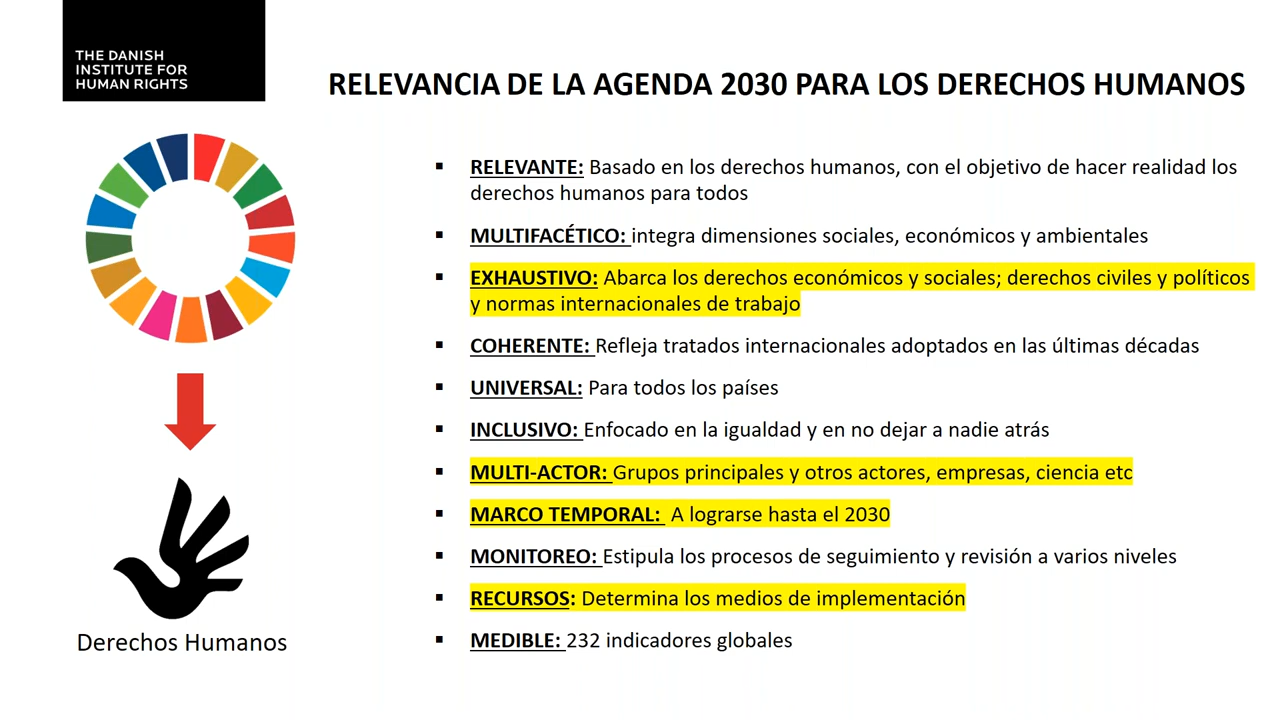 THE DANISH
INSTITUTE FOR
HUMAN RIGHTS
RELEVANCIA DE LA AGENDA 2030 PARA LOS DERECHOS HUMANOS
▪ RELEVANTE: Basado en los derechos humanos, con el objetivo de hacer realidad los
derechos humanos para todos
▪ MULTIFACÉTICO: integra dimensiones sociales, económicos y ambientales
▪ EXHAUSTIVO: Abarca los derechos económicos y sociales; derechos civiles y políticos
y normas internacionales de trabajo
▪ COHERENTE: Refleja tratados internacionales adoptados en las últimas décadas
▪ UNIVERSAL: Para todos los países
▪ INCLUSIVO: Enfocado en la igualdad y en no dejar a nadie atrás
▪ MULTI-ACTOR: Grupos principales y otros actores, empresas, ciencia etc
▪ MARCO TEMPORAL: A lograrse hasta el 2030
▪ MONITOREO: Estipula los procesos de seguimiento y revisión a varios niveles
▪ RECURSOS: Determina los medios de implementación
▪ MEDIBLE: 232 indicadores globales
Derechos Humanos